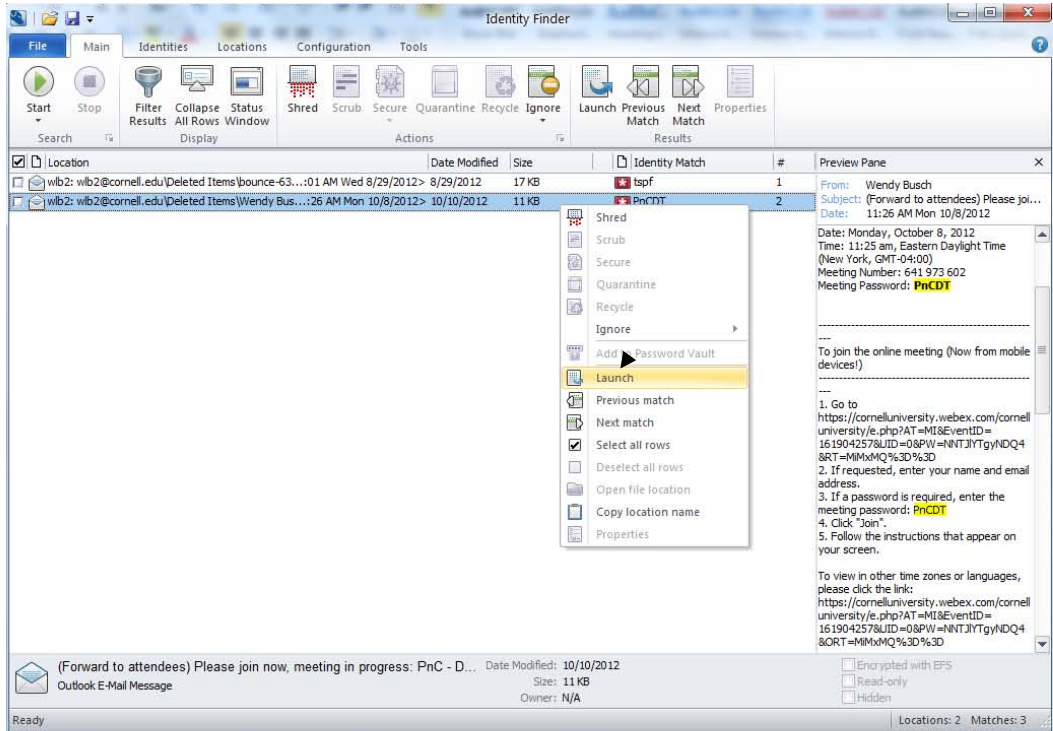 Identity Finder
File Main Identities Locations Configuration Tools
Start Stop Filter Results Collapse All Rows Status Window Shred Scrub Secure Quarantine Recycle Ignore Launch Previous Match Next Match Properties
Search Display Actions Results
Location Date Modified Size Identity Match # Preview Pane
wlb2: wlb2@cornell.edu\Deleted Items\bounce-63...:01 AM Wed 8/29/2012> 8/29/2012 17 KB tspf 1
wlb2: wlb2@cornell.edu\Deleted Items\Wendy Bus...:26 AM Mon 10/8/2012> 10/10/2012 11 KB PnCDT 2
Shred
Scrub
Secure
Quarantine
Recycle
Ignore
Add to Password Vault
Launch
Previous match
Next match
Select all rows
Deselect all rows
Open file location
Copy location name
Properties
From: Wendy Busch
Subject: (Forward to attendees) Please joi...
Date: 11:26 AM Mon 10/8/2012
Date: Monday, October 8, 2012
Time: 11:25 am, Eastern Daylight Time
(New York, GMT-04:00)
Meeting Number: 641 973 602
Meeting Password: PnCDT
---
To join the online meeting (Now from mobile
devices!)
---
1. Go to
https://cornelluniversity.webex.com/cornell
university/e.php?AT=MI&EventID=
161904257&UID=0&PW=NNTJlYTgyNDQ4
&RT=MiMxMQ%3D%3D
2. If requested, enter your name and email
address.
3. If a password is required, enter the
meeting password: PnCDT
4. Click "Join".
5. Follow the instructions that appear on
your screen.
To view in other time zones or languages,
please click the link:
https://cornelluniversity.webex.com/cornell
university/e.php?AT=MI&EventID=
161904257&UID=0&PW=NNTJlYTgyNDQ4
&ORT=MiMxMQ%3D%3D
(Forward to attendees) Please join now, meeting in progress: PnC - D... Date Modified: 10/10/2012
Outlook E-Mail Message
Size: 11 KB
Owner: N/A
Encrypted with EFS
Read-only
Hidden
Ready Locations: 2 Matches: 3